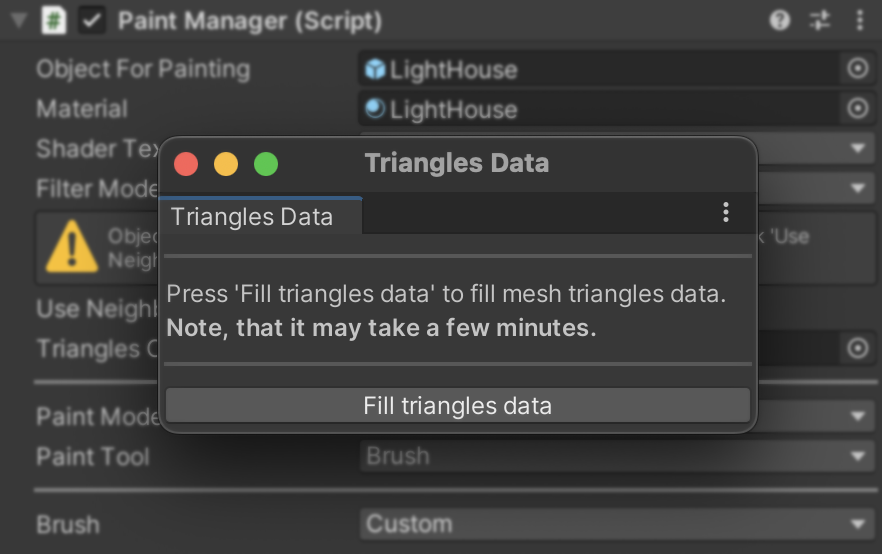 Paint Manager (Script)
Object For Painting
LightHouse
Material
LightHouse
Shader Tex
Filter Mode
Triangles Data
Triangles Data
Objec
'Use
Neigh
Press 'Fill triangles data' to fill mesh triangles data.
Note, that it may take a few minutes.
Use Neighb
Triangles C
Fill triangles data
Paint Mode
Paint Tool
Brush
Brush
Custom